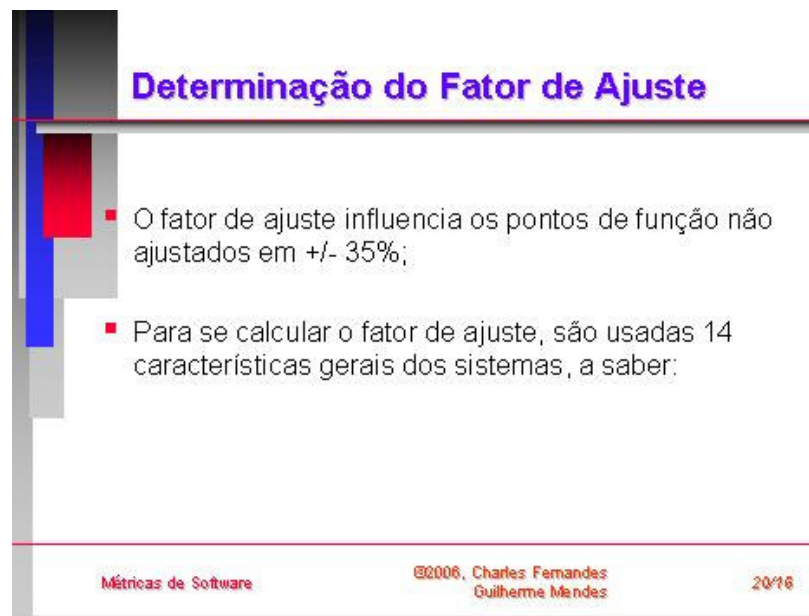 Determinação do Fator de Ajuste
O fator de ajuste influencia os pontos de função não
ajustados em +/- 35%;
Para se calcular o fator de ajuste, são usadas 14
características gerais dos sistemas, a saber:
Métricas de Software
©2006, Charles Fernandes
Guilherme Mendes
20/16